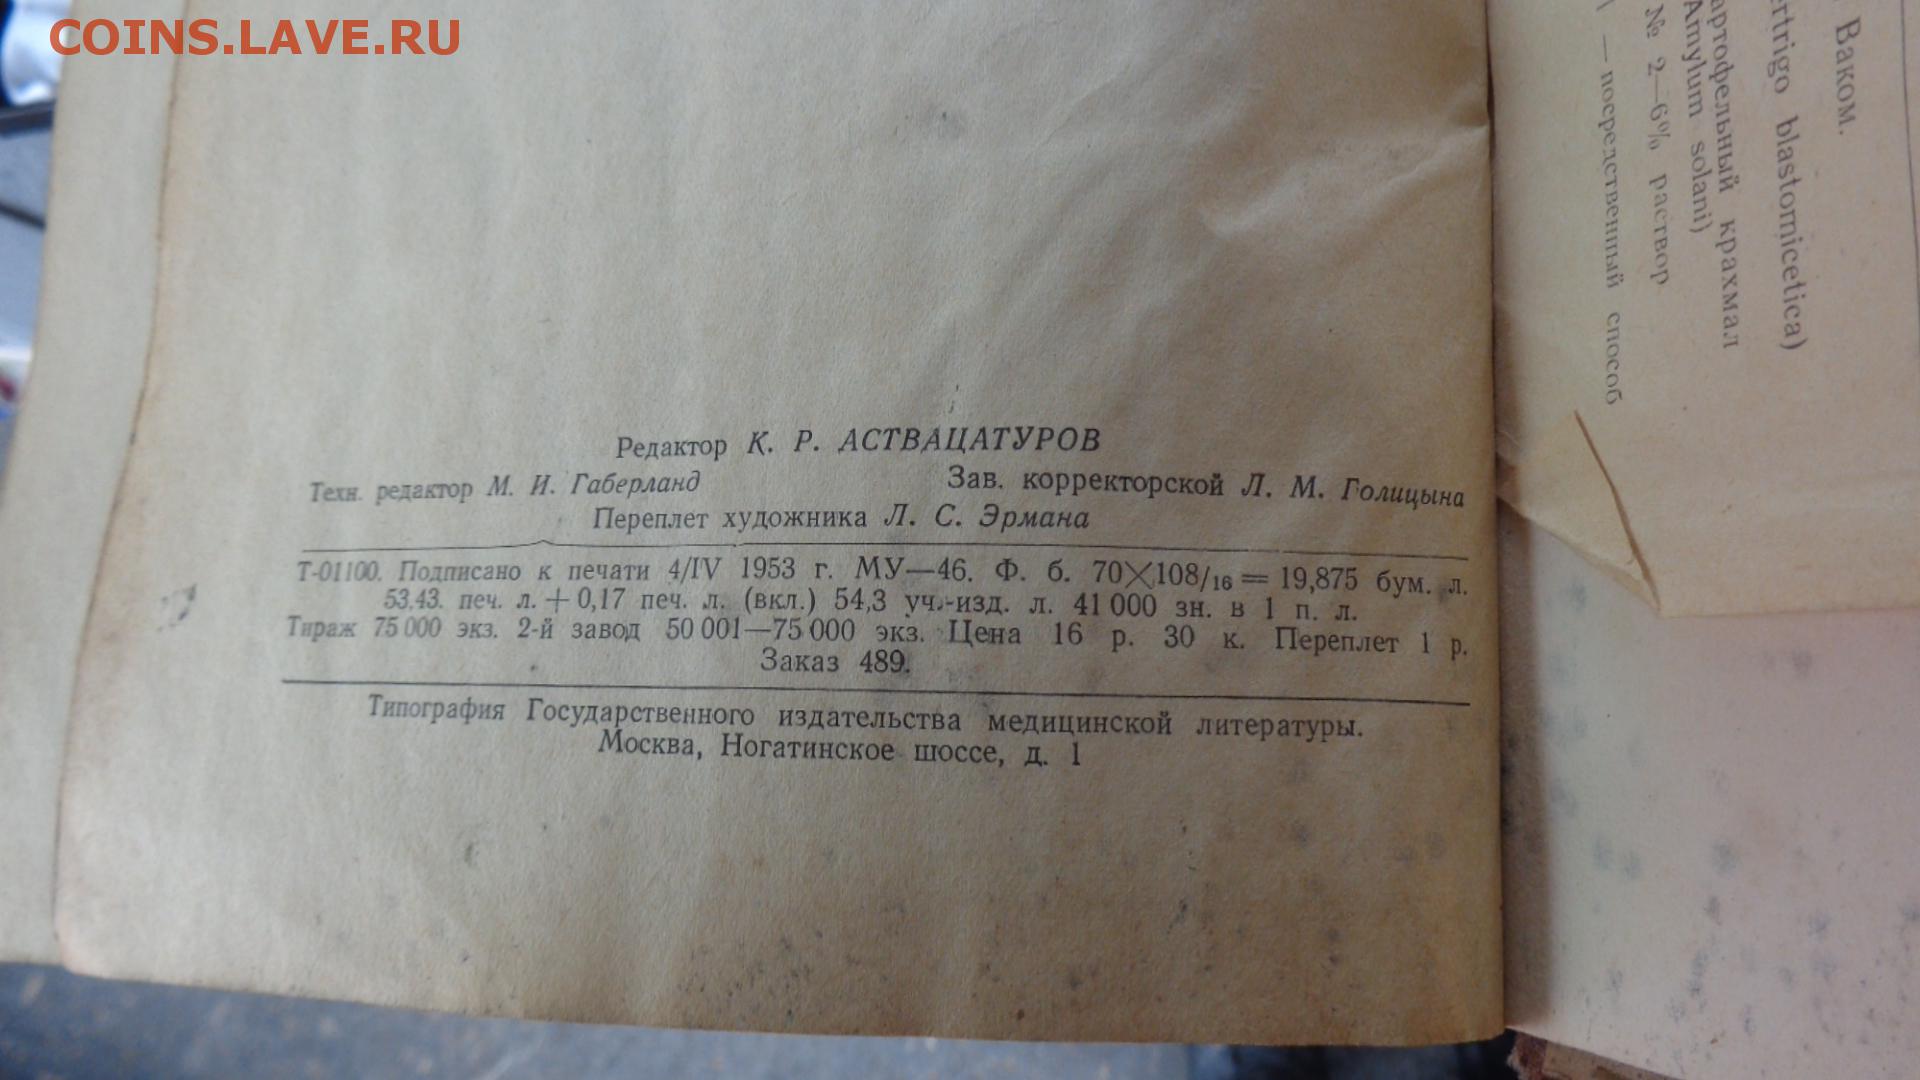 COINS.LAVE.RU
Редактор К. Р. АСТВАЦАТУРОВ
Техн. редактор М. И. Габерланд Зав. корректорской Л. М. Голицына
Переплет художника Л. С. Эрмана
Т-01100. Подписано к печати 4/IV 1953 г. МУ—46. Ф. б. 70×108/16 = 19,875 бум. л.
53.43. печ. л. + 0,17 печ. л. (вкл.) 54,3 уч.-изд. л. 41 000 зн. в 1 п. л.
Тираж 75 000 экз. 2-й завод 50 001—75 000 экз. Цена 16 р. 30 к. Переплет 1 р.
Заказ 489.
Типография Государственного издательства медицинской литературы.
Москва, Ногатинское шоссе, д. 1
Ваком.
ertrigo blastomicetica)
артофельный крахмал
Amylum solani)
№ 2—6% раствор
— посредственный способ